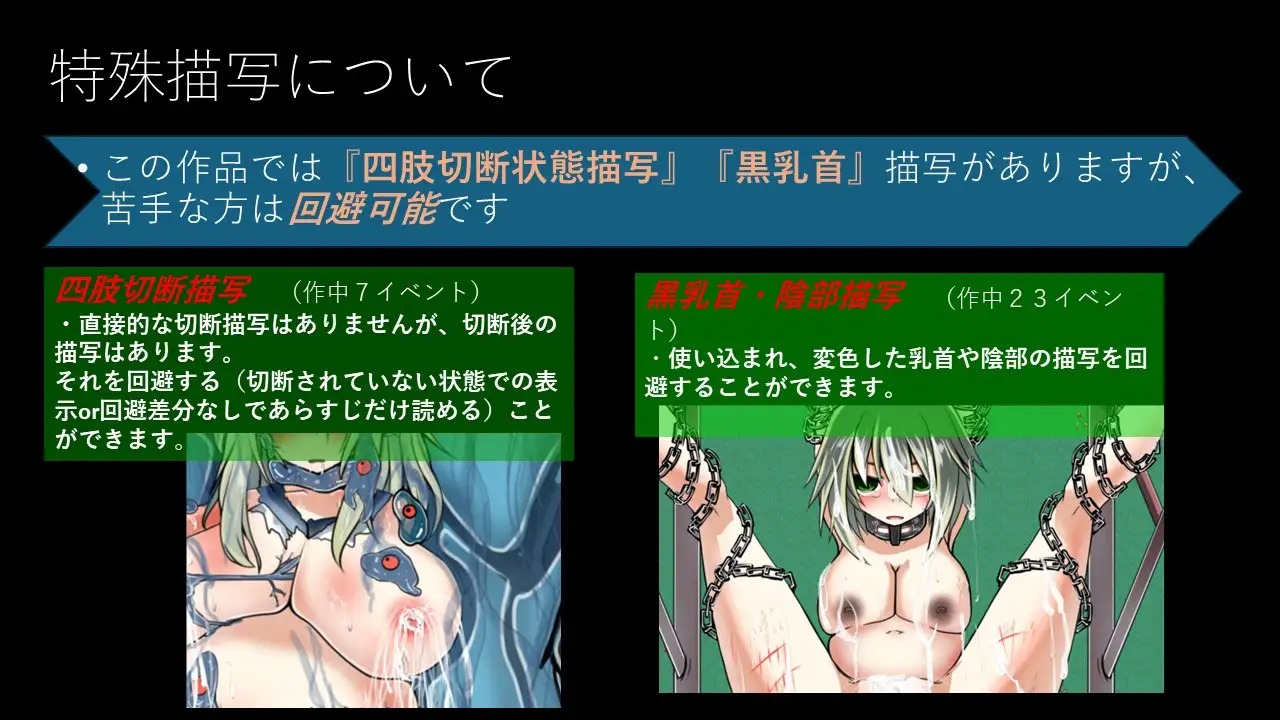 特殊描写について
• この作品では『四肢切断状態描写』『黒乳首』描写がありますが、
苦手な方は回避可能です
四肢切断描写 （作中７イベント）
・直接的な切断描写はありませんが、切断後の
描写はあります。
それを回避する（切断されていない状態での表
示or回避差分なしであらすじだけ読める）こと
ができます。
黒乳首・陰部描写 （作中２３イベン
ト）
・使い込まれ、変色した乳首や陰部の描写を回
避することができます。